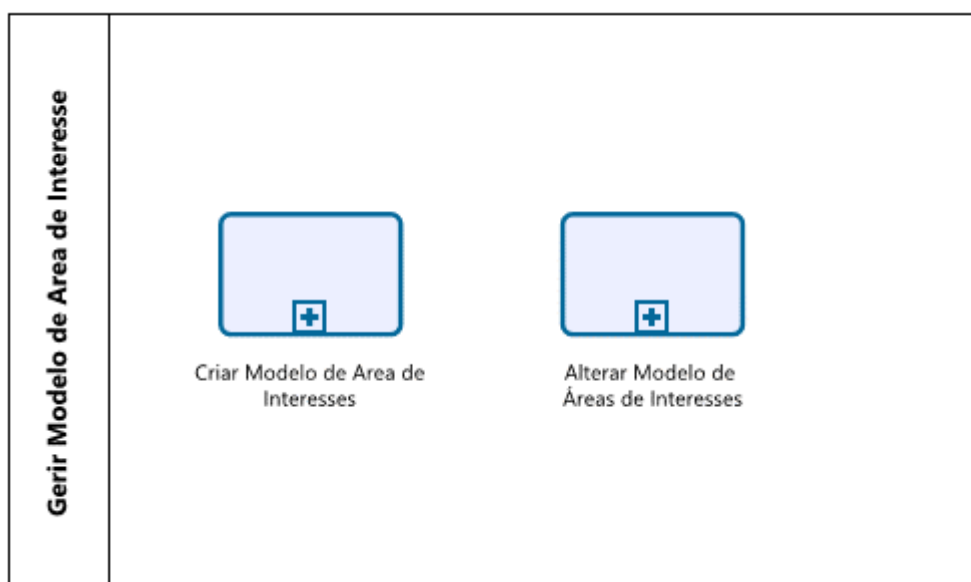 Gerir Modelo de Area de Interesse
Criar Modelo de Area de
Interesses
Alterar Modelo de
Áreas de Interesses